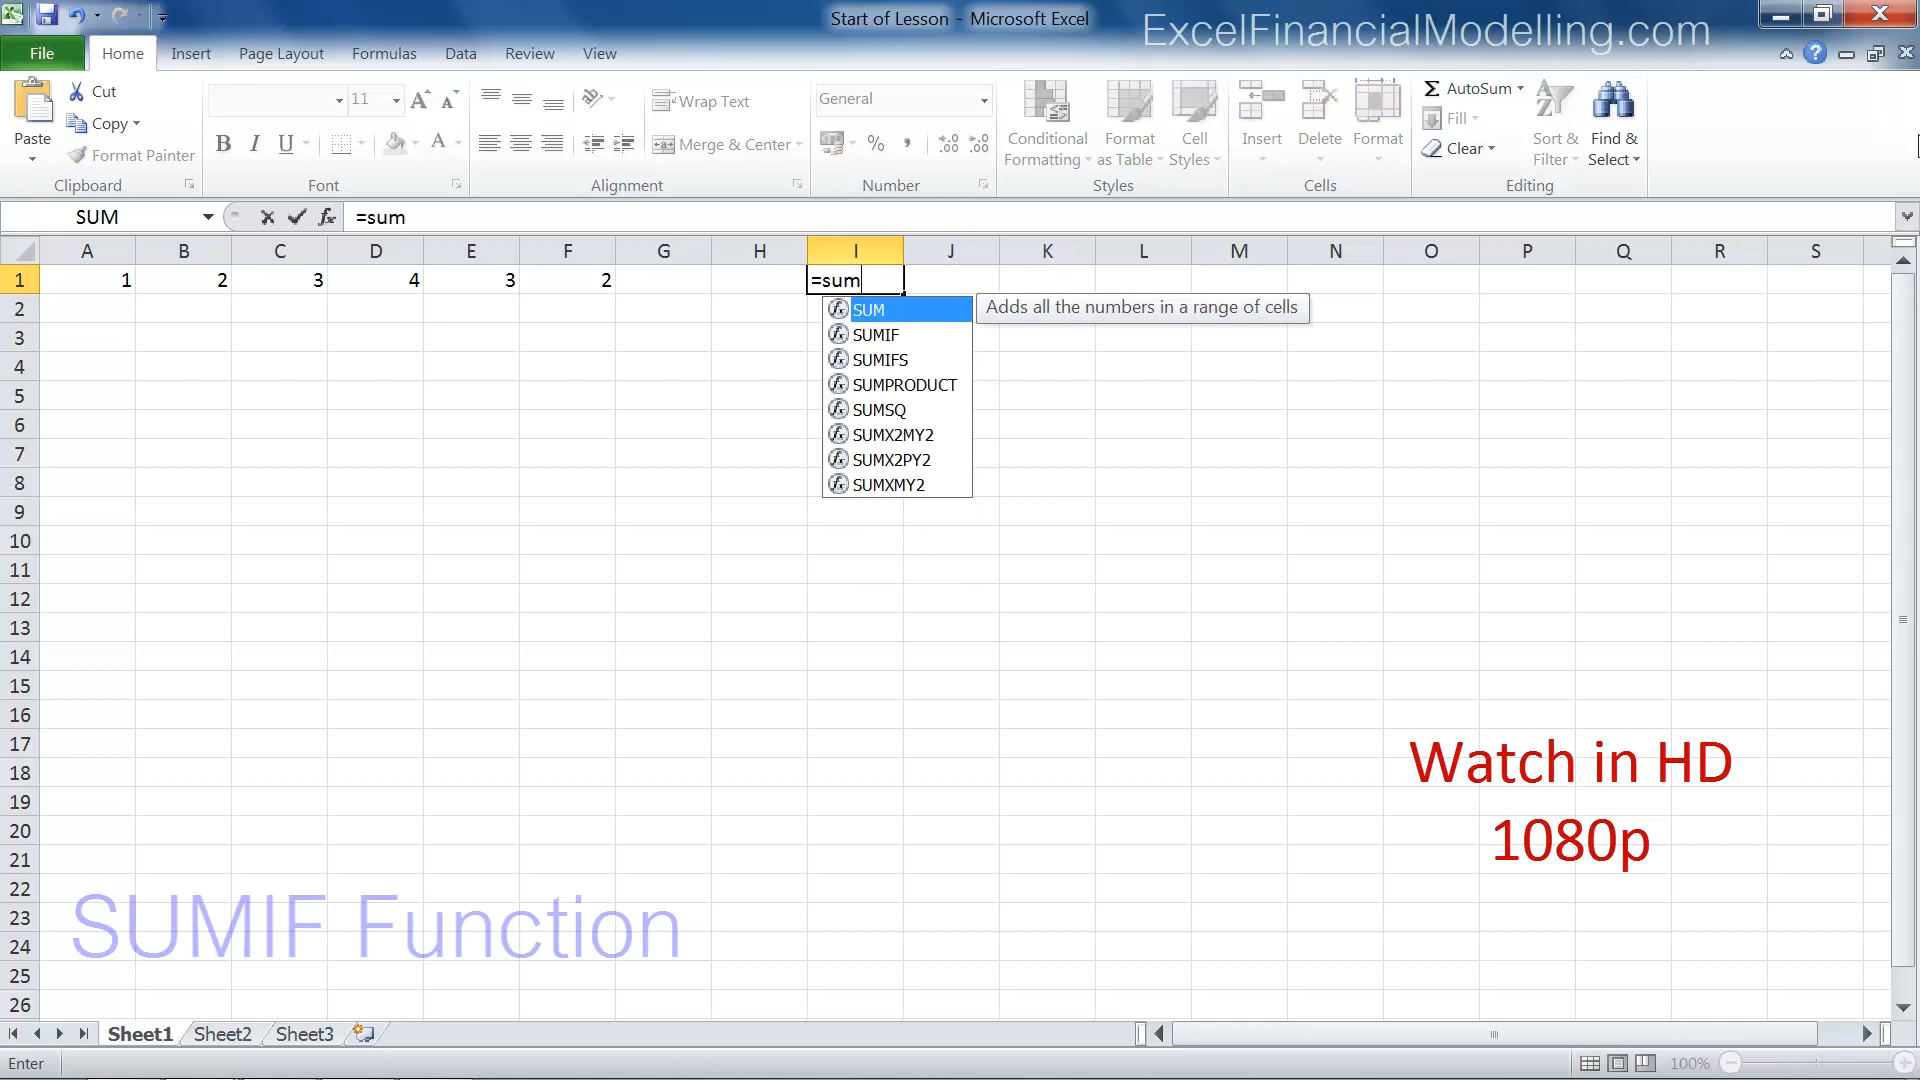 Start of Lesson - Microsoft Excel
ExcelFinancialModelling.com
File Home Insert Page Layout Formulas Data Review View
Paste
Cut
Copy
Format Painter
Clipboard
11
A A
B I U
A
Font
Wrap Text
Merge & Center
Alignment
General
%
Number
Conditional Formatting
Format as Table
Cell Styles
Styles
Insert
Delete
Format
Cells
Σ AutoSum
Fill
Clear
Sort & Filter
Find & Select
Editing
SUM fx =sum
A B C D E F G H I J K L M N O P Q R S
1 1 2 3 4 3 2 =sum
2
SUM Adds all the numbers in a range of cells
3
SUMIF
4
SUMIFS
5
SUMPRODUCT
6
SUMSQ
7
SUMX2MY2
8
SUMX2PY2
SUMXMY2
9
10
11
12
13
14
15
16
17
Watch in HD
18
19
20
1080p
21
22
23
SUMIF Function
24
25
26
Sheet1 Sheet2 Sheet3
Enter 100%